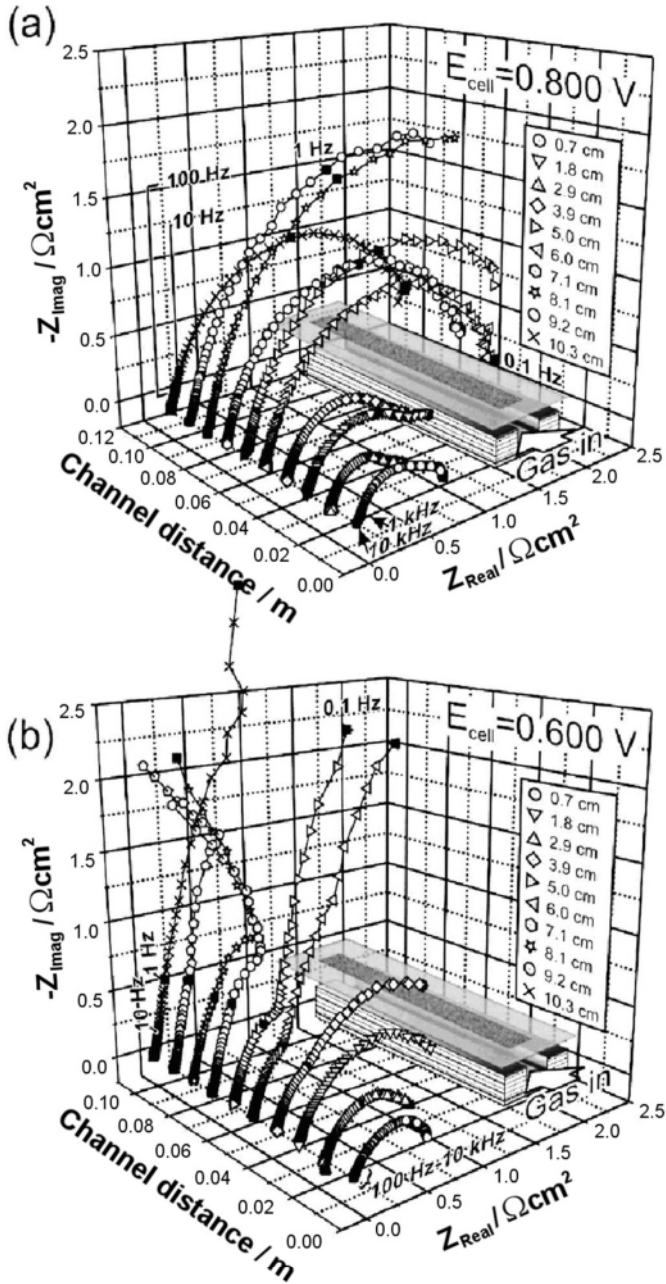 (a)
E cell =0.800 V
2.5
2.0
1.5
1.0
0.5
0.0
-Z Imag / Ωcm²
100 Hz
10 Hz
1 Hz
0.1 Hz
0.7 cm
1.8 cm
2.9 cm
3.9 cm
5.0 cm
6.0 cm
7.1 cm
8.1 cm
9.2 cm
10.3 cm
Gas in
1 kHz
10 kHz
0.12
0.10
0.08
0.06
0.04
0.02
0.00
Channel distance / m
0.0
0.5
1.0
1.5
2.0
2.5
Z Real / Ωcm²
(b)
E cell =0.600 V
2.5
2.0
1.5
1.0
0.5
0.0
-Z Imag / Ωcm²
10 Hz
1 Hz
0.1 Hz
0.7 cm
1.8 cm
2.9 cm
3.9 cm
5.0 cm
6.0 cm
7.1 cm
8.1 cm
9.2 cm
10.3 cm
Gas in
100 Hz-10 kHz
0.10
0.08
0.06
0.04
0.02
0.00
Channel distance / m
0.0
0.5
1.0
1.5
2.0
2.5
Z Real / Ωcm²